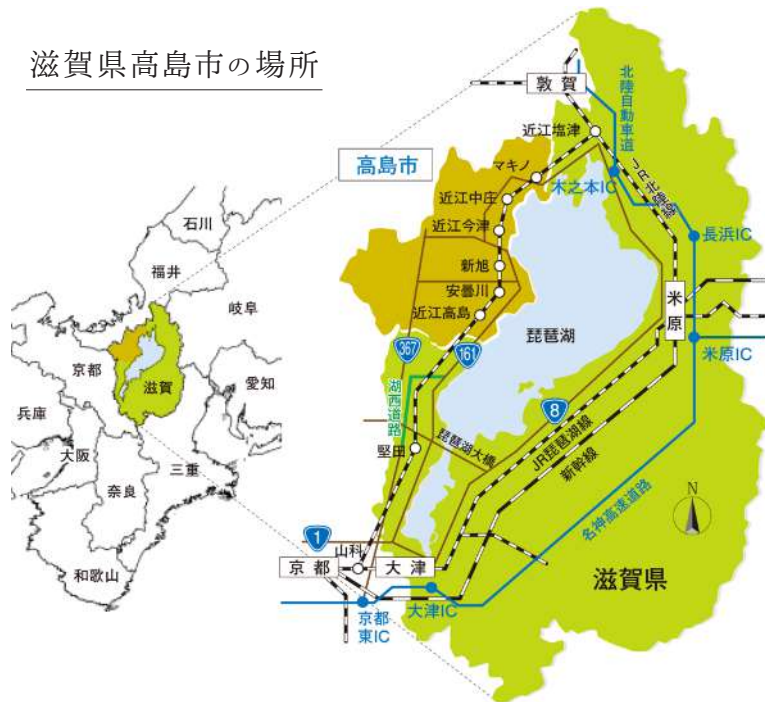 滋賀県高島市の場所
敦賀
北陸自動車道
近江塩津
高島市
マキノ
木之本IC
JR北陸線
近江中庄
近江今津
長浜IC
新旭
安曇川
近江高島
琵琶湖
米原
米原IC
367
161
湖西道路
8
琵琶湖大橋
堅田
JR琵琶湖線
新幹線
名神高速道路
N
1
山科
京都
大津
滋賀県
大津IC
京都
東IC
石川
福井
岐阜
京都
滋賀
愛知
兵庫
大阪
三重
奈良
和歌山